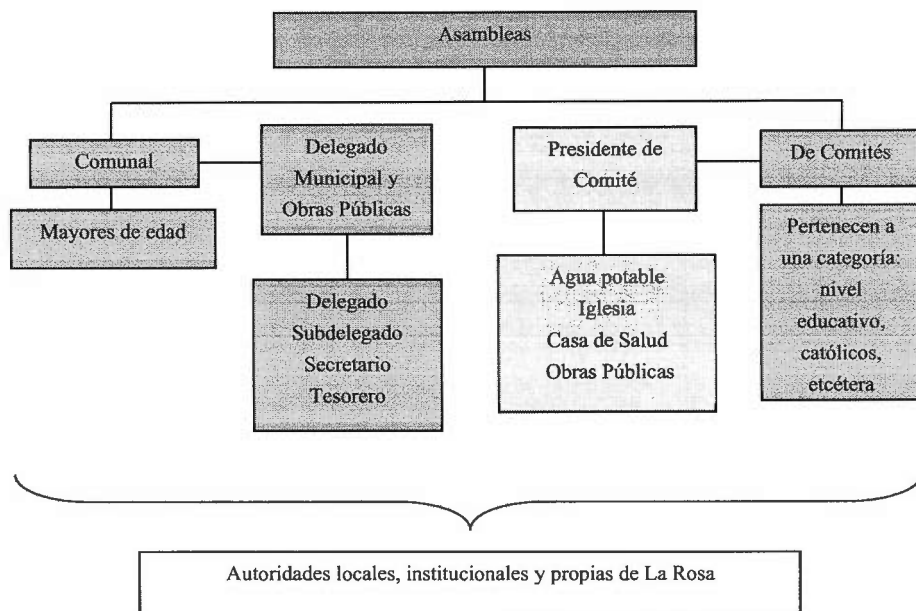 Asambleas
Comunal
Mayores de edad
Delegado
Municipal y
Obras Públicas
Delegado
Subdelegado
Secretario
Tesorero
Presidente de
Comité
Agua potable
Iglesia
Casa de Salud
Obras Públicas
De Comités
Pertenecen a
una categoría:
nivel
educativo,
católicos,
etcétera
Autoridades locales, institucionales y propias de La Rosa